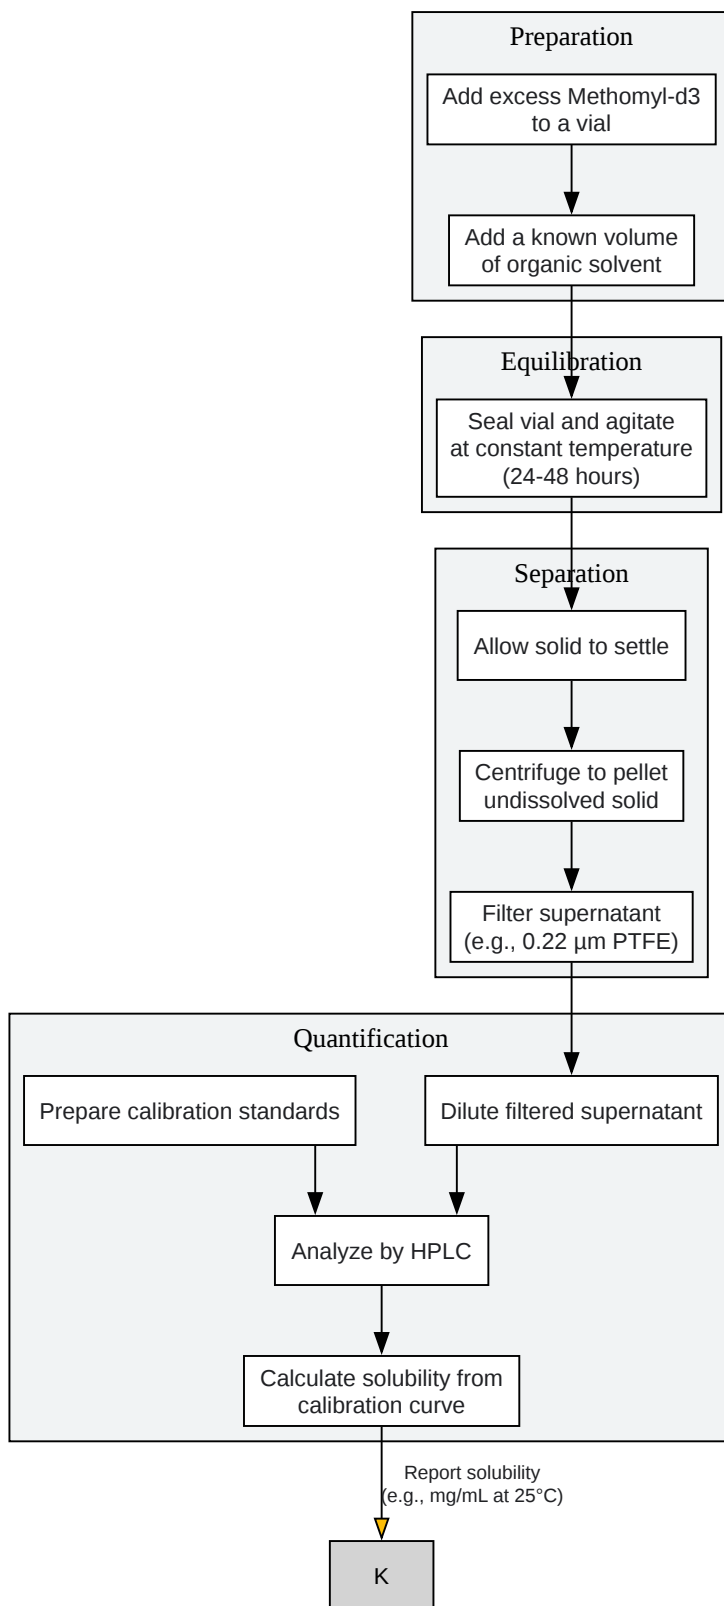 Preparation
Add excess Methomyl-d3
to a vial
Add a known volume
of organic solvent
Equilibration
Seal vial and agitate
at constant temperature
(24-48 hours)
Separation
Allow solid to settle
Centrifuge to pellet
undissolved solid
Filter supernatant
(e.g., 0.22 µm PTFE)
Quantification
Prepare calibration standards
Dilute filtered supernatant
Analyze by HPLC
Calculate solubility from
calibration curve
Report solubility
(e.g., mg/mL at 25°C)
K